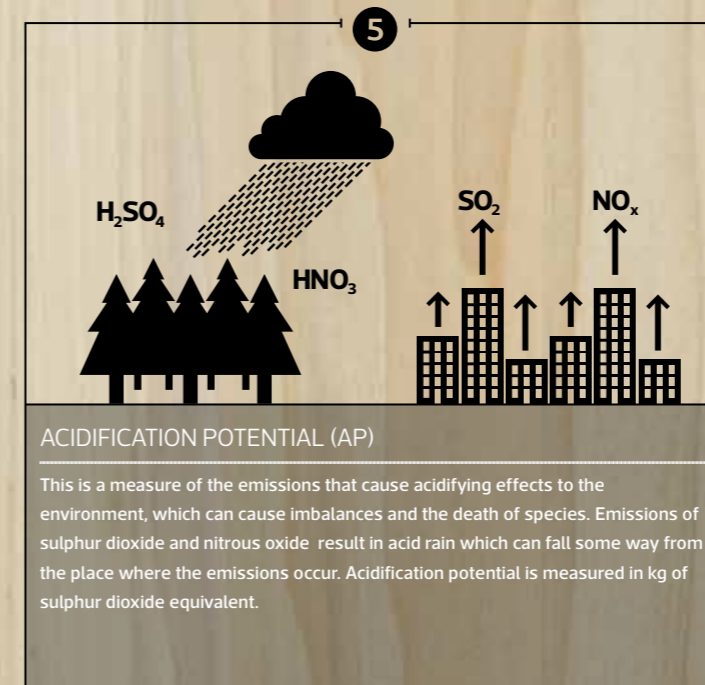 5
H₂SO₄
SO₂
NOₓ
HNO₃
ACIDIFICATION POTENTIAL (AP)
This is a measure of the emissions that cause acidifying effects to the
environment, which can cause imbalances and the death of species. Emissions of
sulphur dioxide and nitrous oxide result in acid rain which can fall some way from
the place where the emissions occur. Acidification potential is measured in kg of
sulphur dioxide equivalent.